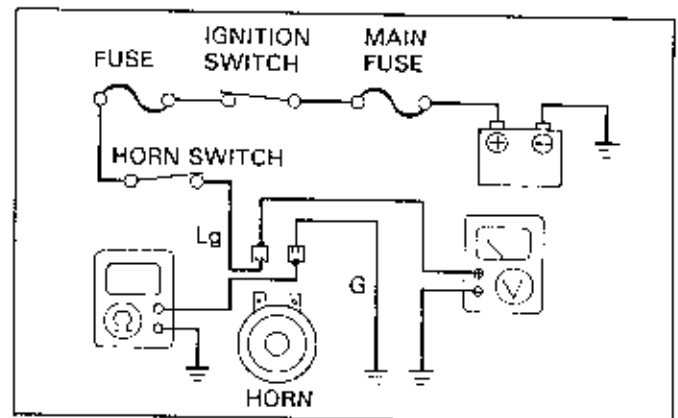 IGNITION SWITCH
MAIN FUSE
FUSE
HORN SWITCH
Lg
G
Ω
V
HORN